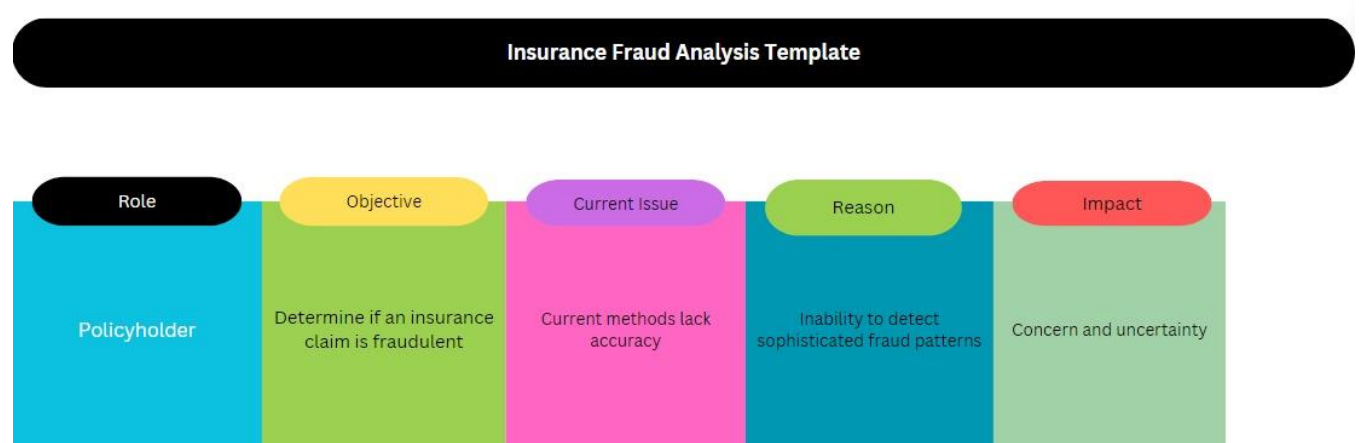 Insurance Fraud Analysis Template
Role
Objective
Current Issue
Reason
Impact
Policyholder
Determine if an insurance
claim is fraudulent
Current methods lack
accuracy
Inability to detect
sophisticated fraud patterns
Concern and uncertainty